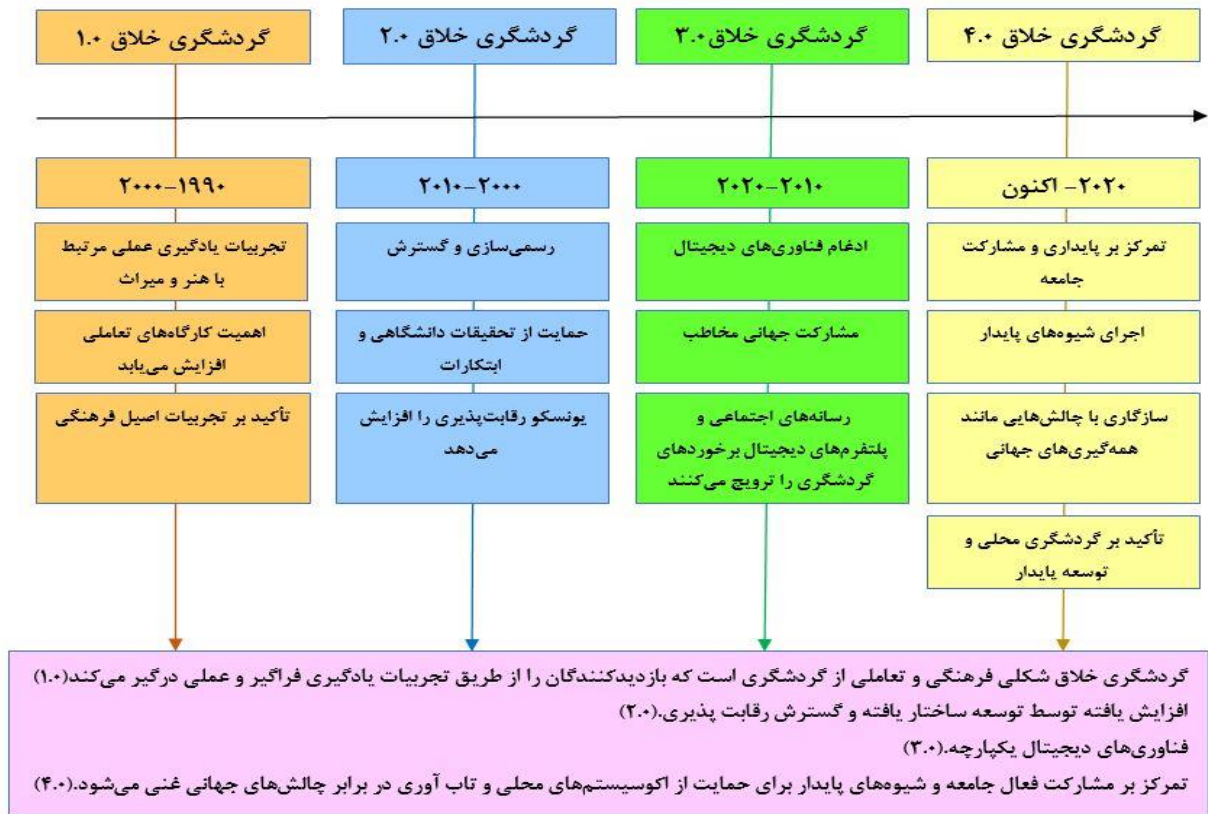 گردشگری خلاق ۱.۰
گردشگری خلاق ۲.۰
گردشگری خلاق ۳.۰
گردشگری خلاق ۴.۰
۱۹۹۰-۲۰۰۰
۲۰۰۰-۲۰۱۰
۲۰۱۰-۲۰۲۰
۲۰۲۰- اکنون
تجربیات یادگیری عملی مرتبط
با هنر و میراث
اهمیت کارگاه‌های تعاملی
افزایش می‌یابد
تأکید بر تجربیات اصیل فرهنگی
رسمی‌سازی و گسترش
حمایت از تحقیقات دانشگاهی و
ابتکارات
یونسکو رقابت‌پذیری را افزایش
می‌دهد
ادغام فناوری‌های دیجیتال
مشارکت جهانی مخاطب
رسانه‌های اجتماعی و
پلتفرم‌های دیجیتال برخوردهای
گردشگری را ترویج می‌کنند
تمرکز بر پایداری و مشارکت
جامعه
اجرای شیوه‌های پایدار
سازگاری با چالش‌هایی مانند
همه‌گیری‌های جهانی
تأکید بر گردشگری محلی و
توسعه پایدار
گردشگری خلاق شکلی فرهنگی و تعاملی از گردشگری است که بازدیدکنندگان را از طریق تجربیات یادگیری فراگیر و عملی درگیر می‌کند(۱.۰)
افزایش یافته توسط توسعه ساختار یافته و گسترش رقابت پذیری.(۲.۰)
فناوری‌های دیجیتال یکپارچه.(۳.۰)
تمرکز بر مشارکت فعال جامعه و شیوه‌های پایدار برای حمایت از اکوسیستم‌های محلی و تاب آوری در برابر چالش‌های جهانی غنی می‌شود.(۴.۰)